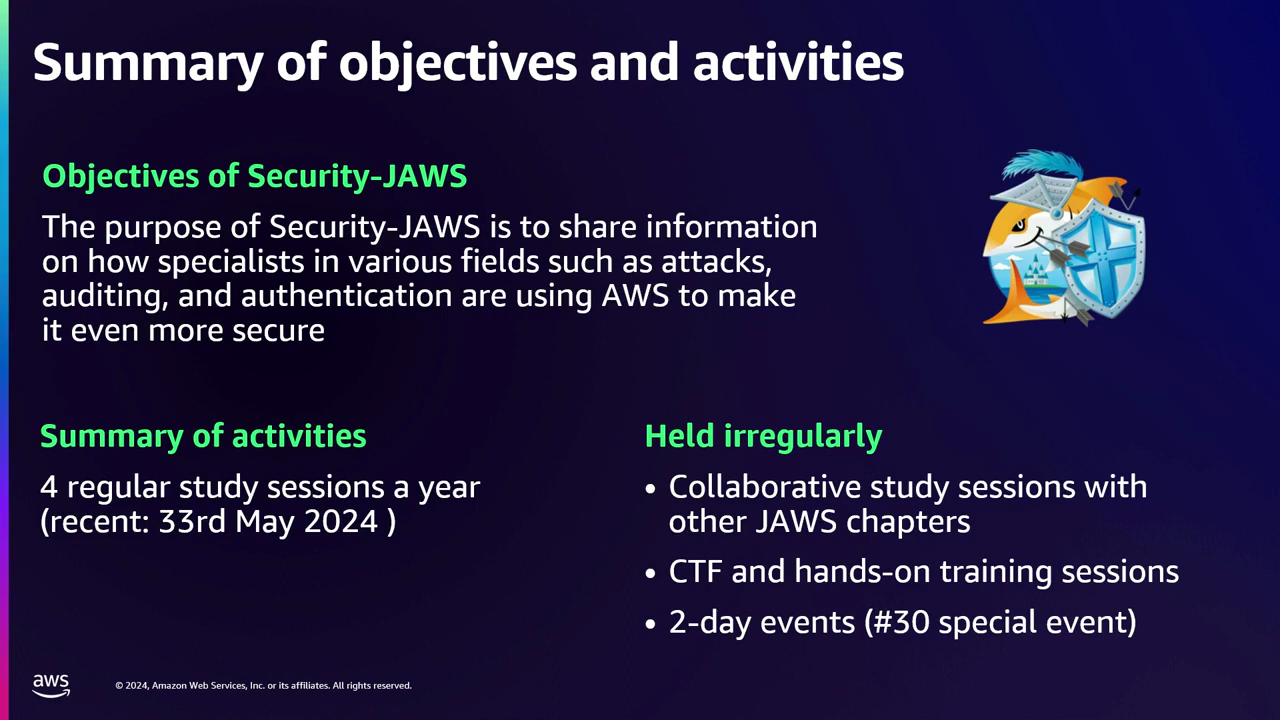 Summary of objectives and activities
Objectives of Security-JAWS
The purpose of Security-JAWS is to share information
on how specialists in various fields such as attacks,
auditing, and authentication are using AWS to make
it even more secure
Summary of activities
4 regular study sessions a year
(recent: 33rd May 2024 )
Held irregularly
• Collaborative study sessions with
other JAWS chapters
• CTF and hands-on training sessions
• 2-day events (#30 special event)
aws
© 2024, Amazon Web Services, Inc. or its affiliates. All rights reserved.